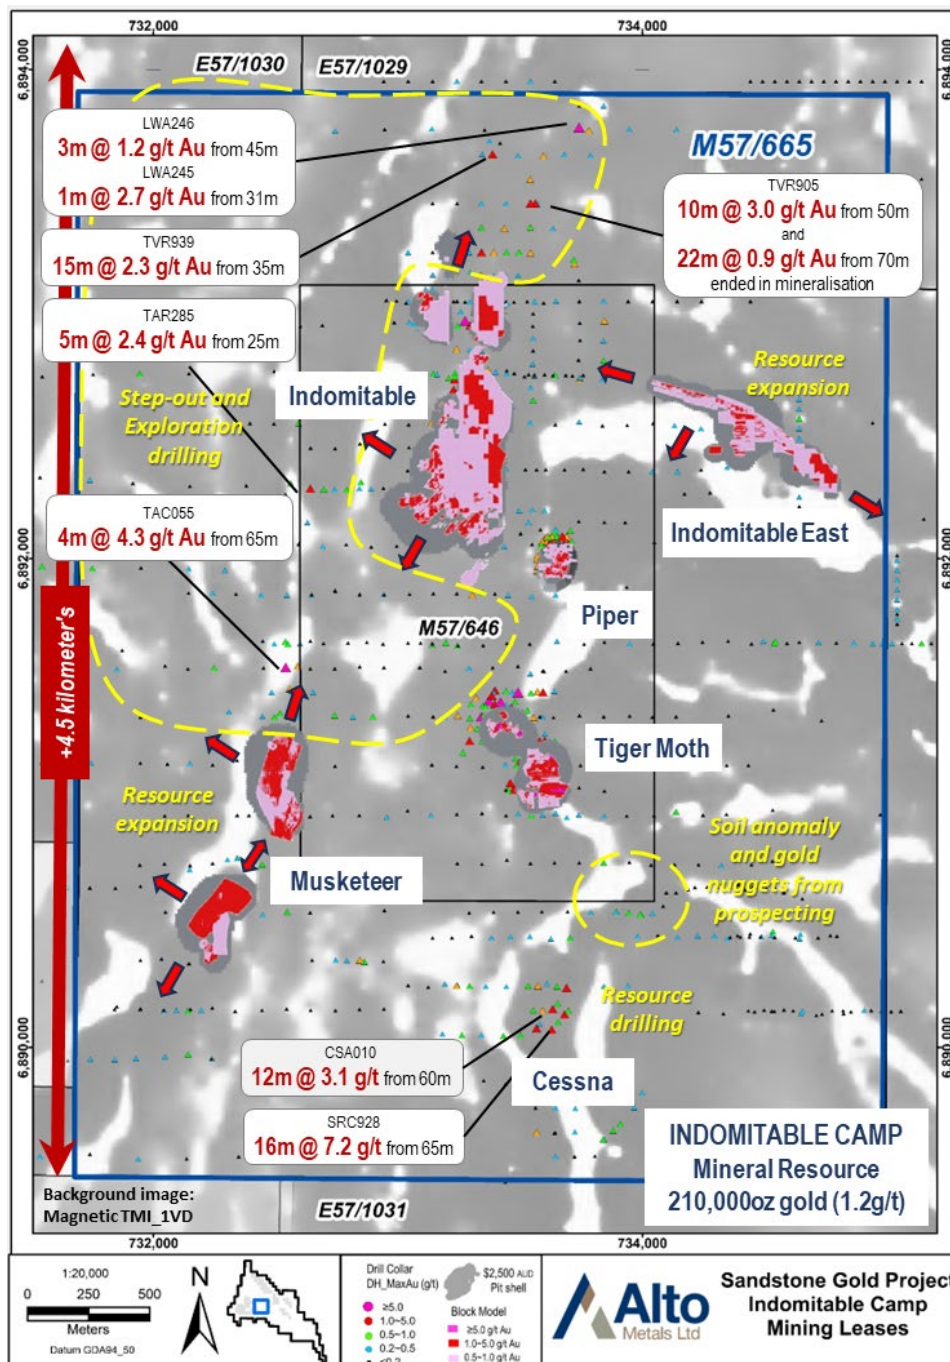 732,000
734,000
6,894,000
6,894,000
E57/1030
E57/1029
M57/665
LWA246
3m @ 1.2 g/t Au from 45m
LWA245
1m @ 2.7 g/t Au from 31m
TVR905
10m @ 3.0 g/t Au from 50m
and
22m @ 0.9 g/t Au from 70m
ended in mineralisation
TVR939
15m @ 2.3 g/t Au from 35m
TAR285
5m @ 2.4 g/t Au from 25m
Step-out and
Exploration
drilling
Indomitable
Resource
expansion
TAC055
4m @ 4.3 g/t Au from 65m
Indomitable East
6,892,000
6,892,000
Piper
M57/646
+4.5 kilometer's
Tiger Moth
Resource
expansion
Musketeer
Soil anomaly
and gold
nuggets from
prospecting
Resource
drilling
6,890,000
6,890,000
CSA010
12m @ 3.1 g/t from 60m
Cessna
SRC928
16m @ 7.2 g/t from 65m
INDOMITABLE CAMP
Mineral Resource
210,000oz gold (1.2g/t)
Background image:
Magnetic TMI_1VD
E57/1031
732,000
734,000
1:20,000
0 250 500
Meters
Datum GDA94_50
N
Drill Collar
DH_MaxAu (g/t)
≥5.0
1.0-5.0
0.5-1.0
0.2-0.5
<0.2
$2,500 AUD
Pit shell
Block Model
≥5.0 g/t Au
1.0-5.0 g/t Au
0.5-1.0 g/t Au
Alto
Metals Ltd
Sandstone Gold Project
Indomitable Camp
Mining Leases